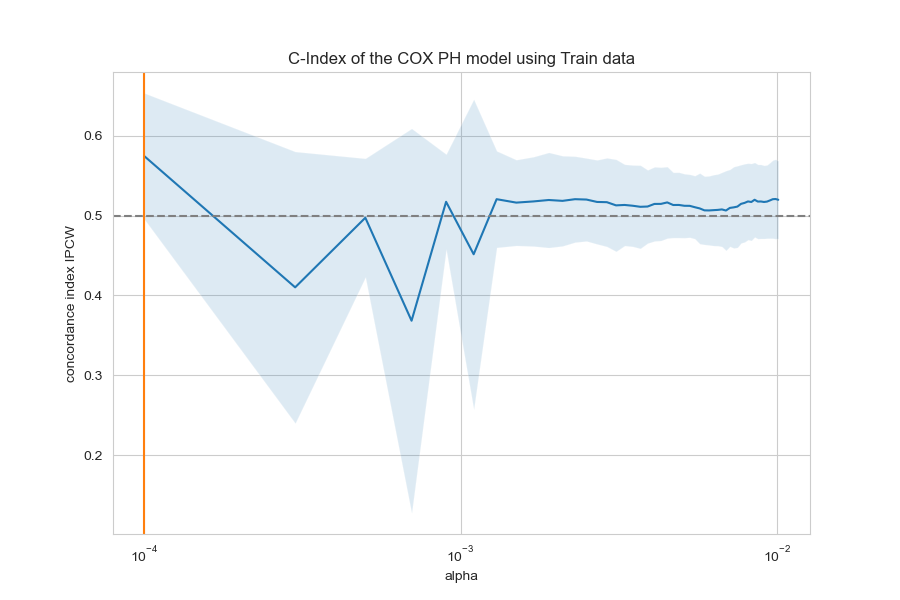 C-Index of the COX PH model using Train data
concordance index IPCW
0.6
0.5
0.4
0.3
0.2
10⁻⁴
10⁻³
10⁻²
alpha